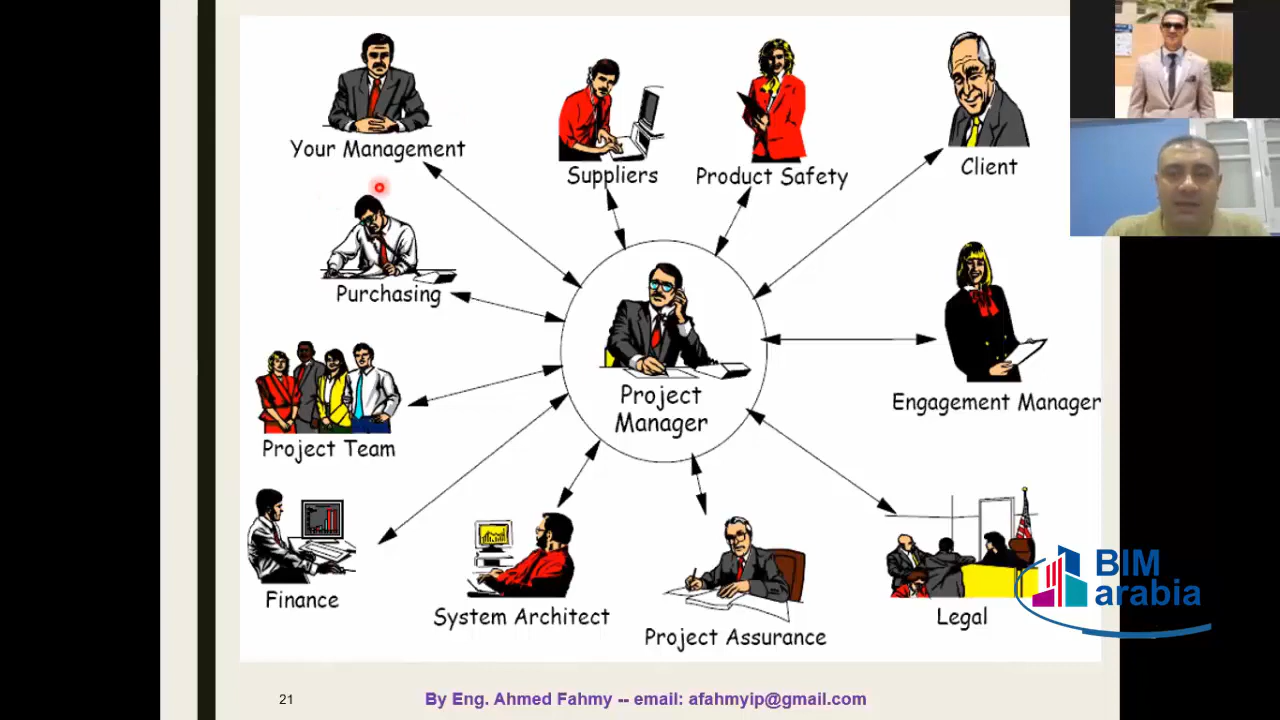 Your Management
Suppliers
Product Safety
Client
Purchasing
Project
Manager
Engagement Manager
Project Team
Finance
System Architect
Project Assurance
Legal
BIM
arabia
21
By Eng. Ahmed Fahmy -- email: afahmyip@gmail.com